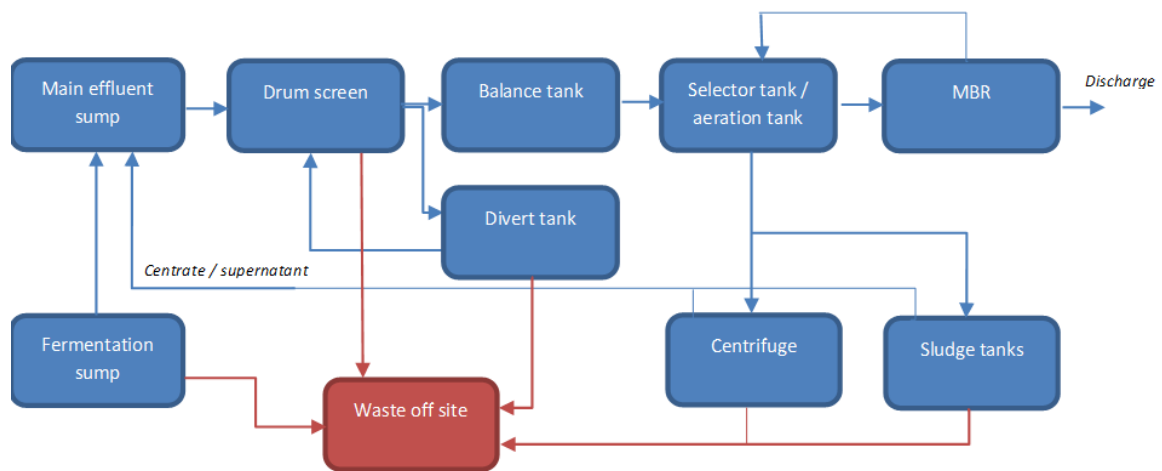 Main effluent
sump
Drum screen
Balance tank
Selector tank /
aeration tank
MBR
Discharge
Divert tank
Centrate / supernatant
Fermentation
sump
Centrifuge
Sludge tanks
Waste off site